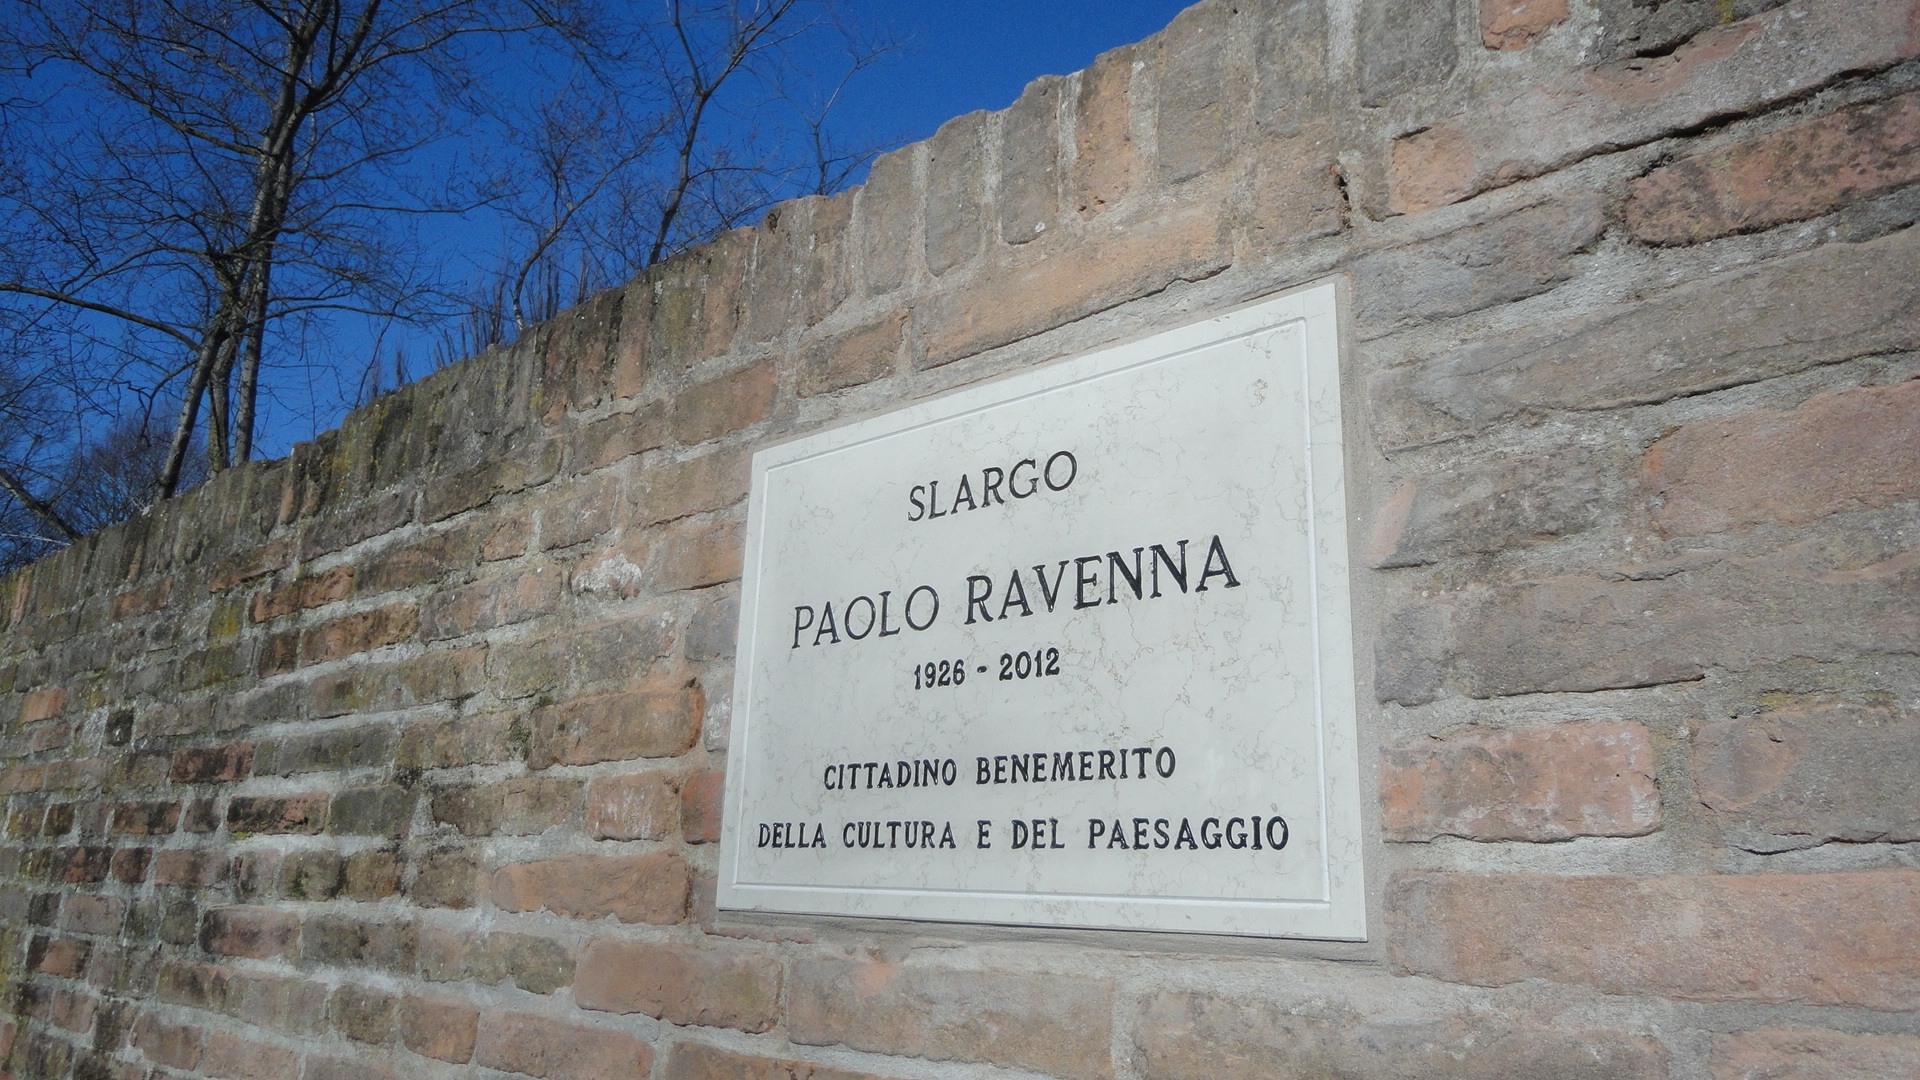 SLARGO
PAOLO RAVENNA
1926 - 2012
CITTADINO BENEMERITO
DELLA CULTURA E DEL PAESAGGIO